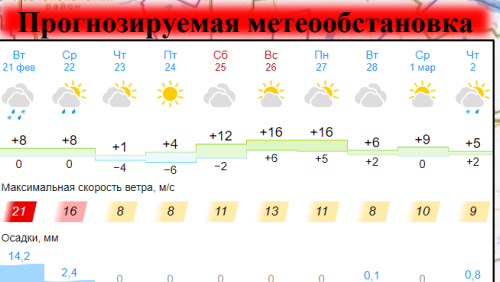 район
Прогнозируемая метеообстановка
Вт Ср Чт Пт Сб Вс Пн Вт Ср Чт
21 фев 22 23 24 25 26 27 28 1 мар 2
+8 +8 +1 +4 +12 +16 +16 +6 +9 +5
0 0 −4 −6 −2 +6 +5 +2 0 +2
Максимальная скорость ветра, м/с
21 16 8 8 11 13 11 8 10 9
Осадки, мм
14,2 2,4 0 0 0 0 0 0,1 0 0,8